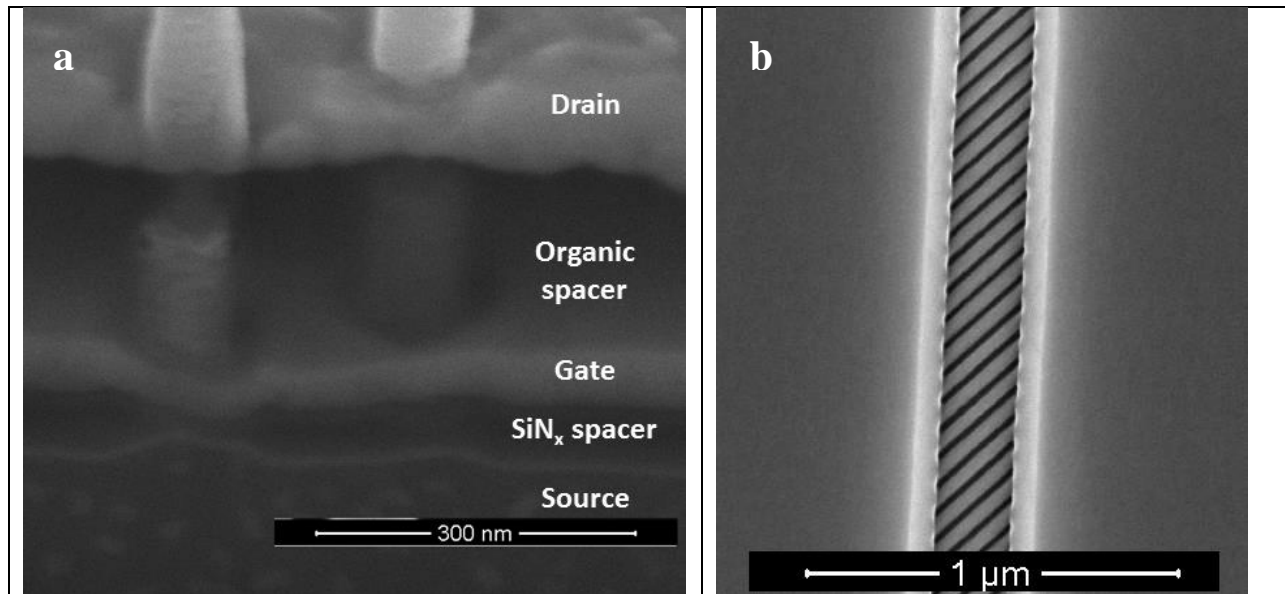 a
Drain
Organic
spacer
Gate
SiNₓ spacer
Source
300 nm
b
1 µm